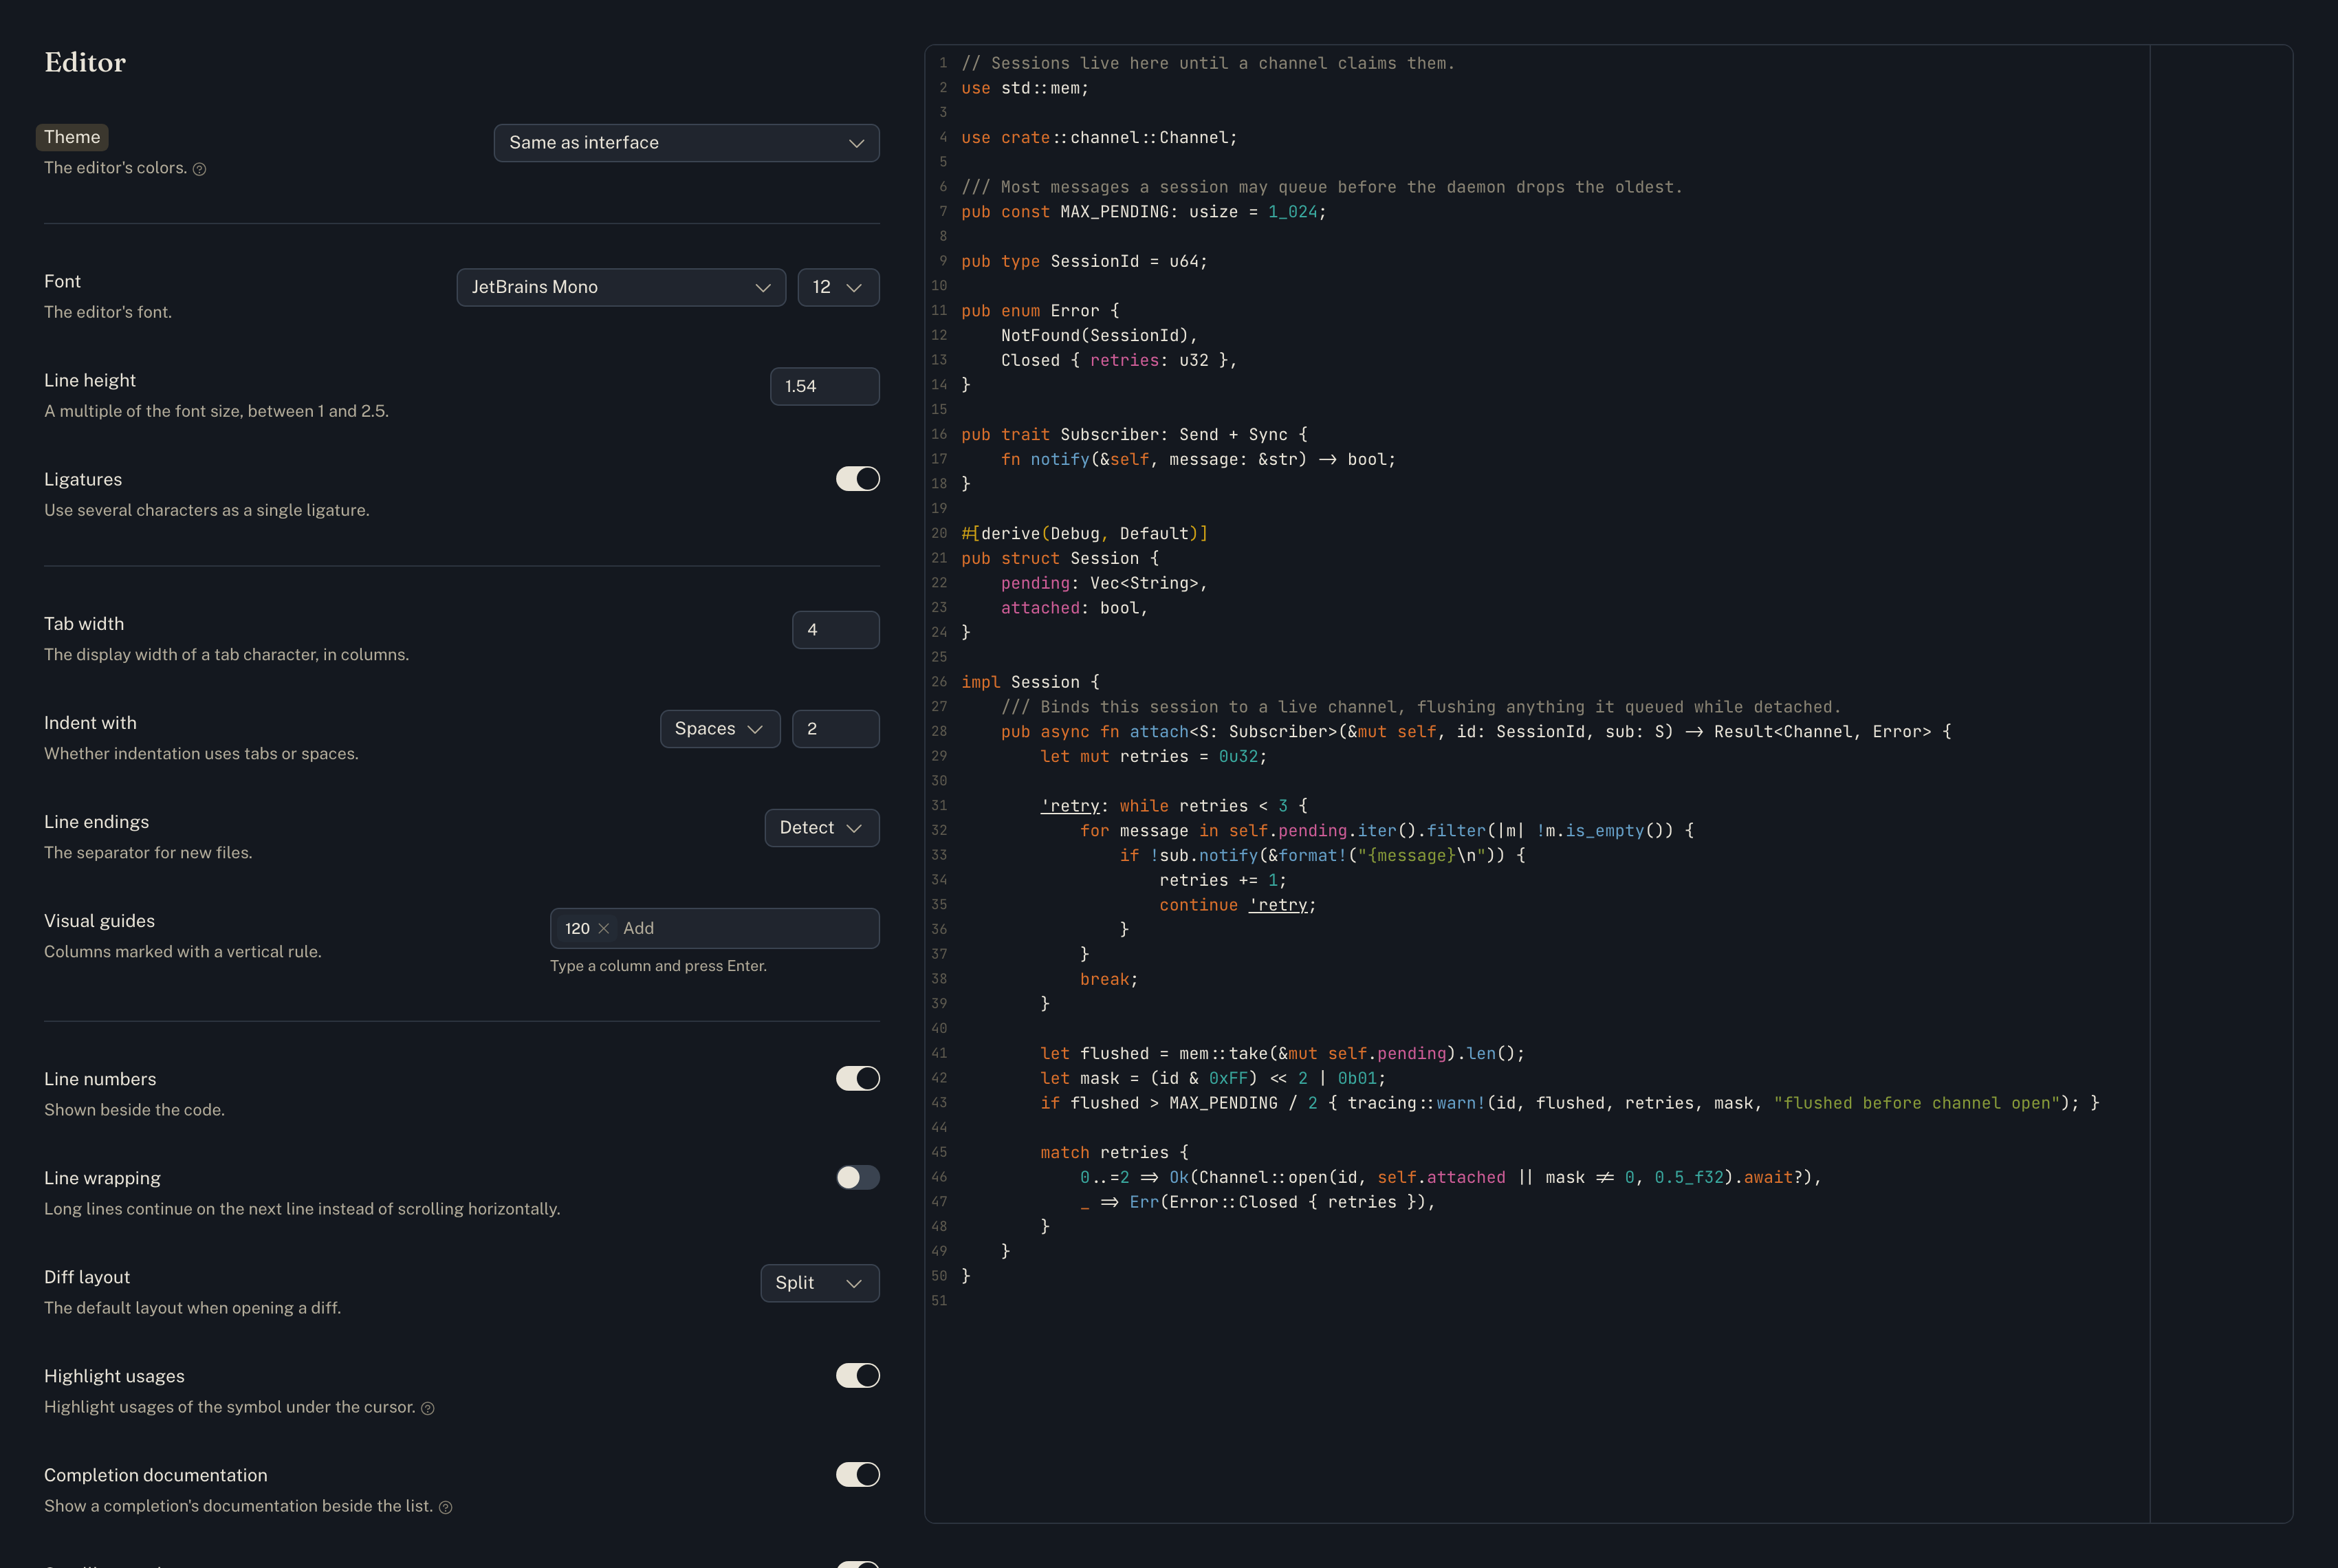 Editor
Theme
Same as interface
The editor's colors.
Font
JetBrains Mono
12
The editor's font.
Line height
1.54
A multiple of the font size, between 1 and 2.5.
Ligatures
Use several characters as a single ligature.
Tab width
4
The display width of a tab character, in columns.
Indent with
Spaces
2
Whether indentation uses tabs or spaces.
Line endings
Detect
The separator for new files.
Visual guides
120 × Add
Columns marked with a vertical rule.
Type a column and press Enter.
Line numbers
Shown beside the code.
Line wrapping
Long lines continue on the next line instead of scrolling horizontally.
Diff layout
Split
The default layout when opening a diff.
Highlight usages
Highlight usages of the symbol under the cursor.
Completion documentation
Show a completion's documentation beside the list.
1 // Sessions live here until a channel claims them.
2 use std::mem;
3
4 use crate::channel::Channel;
5
6 /// Most messages a session may queue before the daemon drops the oldest.
7 pub const MAX_PENDING: usize = 1_024;
8
9 pub type SessionId = u64;
10
11 pub enum Error {
12     NotFound(SessionId),
13     Closed { retries: u32 },
14 }
15
16 pub trait Subscriber: Send + Sync {
17     fn notify(&self, message: &str) -> bool;
18 }
19
20 #[derive(Debug, Default)]
21 pub struct Session {
22     pending: Vec<String>,
23     attached: bool,
24 }
25
26 impl Session {
27     /// Binds this session to a live channel, flushing anything it queued while detached.
28     pub async fn attach<S: Subscriber>(&mut self, id: SessionId, sub: S) -> Result<Channel, Error> {
29         let mut retries = 0u32;
30
31         'retry: while retries < 3 {
32             for message in self.pending.iter().filter(|m| !m.is_empty()) {
33                 if !sub.notify(&format!("{message}\n")) {
34                     retries += 1;
35                     continue 'retry;
36                 }
37             }
38             break;
39         }
40
41         let flushed = mem::take(&mut self.pending).len();
42         let mask = (id & 0xFF) << 2 | 0b01;
43         if flushed > MAX_PENDING / 2 { tracing::warn!(id, flushed, retries, mask, "flushed before channel open"); }
44
45         match retries {
46             0..=2 => Ok(Channel::open(id, self.attached || mask != 0, 0.5_f32).await?),
47             _ => Err(Error::Closed { retries }),
48         }
49     }
50 }
51